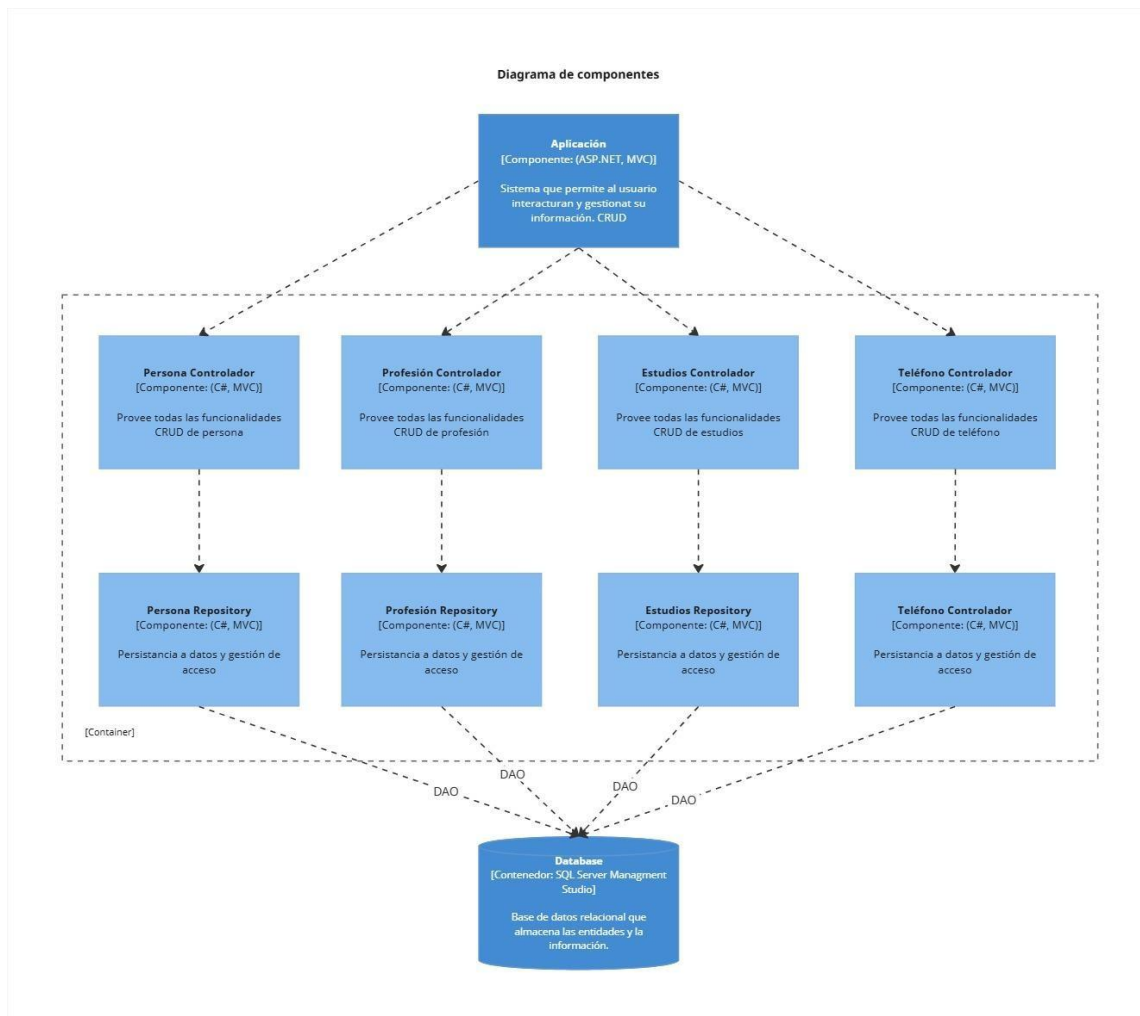 Diagrama de componentes
Aplicación
[Componente: (ASP.NET, MVC)]
Sistema que permite al usuario
interacturan y gestionat su
información. CRUD
Persona Controlador
[Componente: (C#, MVC)]
Provee todas las funcionalidades
CRUD de persona
Profesión Controlador
[Componente: (C#, MVC)]
Provee todas las funcionalidades
CRUD de profesión
Estudios Controlador
[Componente: (C#, MVC)]
Provee todas las funcionalidades
CRUD de estudios
Teléfono Controlador
[Componente: (C#, MVC)]
Provee todas las funcionalidades
CRUD de teléfono
Persona Repository
[Componente: (C#, MVC)]
Persistancia a datos y gestión de
acceso
Profesión Repository
[Componente: (C#, MVC)]
Persistancia a datos y gestión de
acceso
Estudios Repository
[Componente: (C#, MVC)]
Persistancia a datos y gestión de
acceso
Teléfono Controlador
[Componente: (C#, MVC)]
Persistancia a datos y gestión de
acceso
[Container]
DAO
DAO
DAO
DAO
Database
[Contenedor: SQL Server Managment
Studio]
Base de datos relacional que
almacena las entidades y la
información.